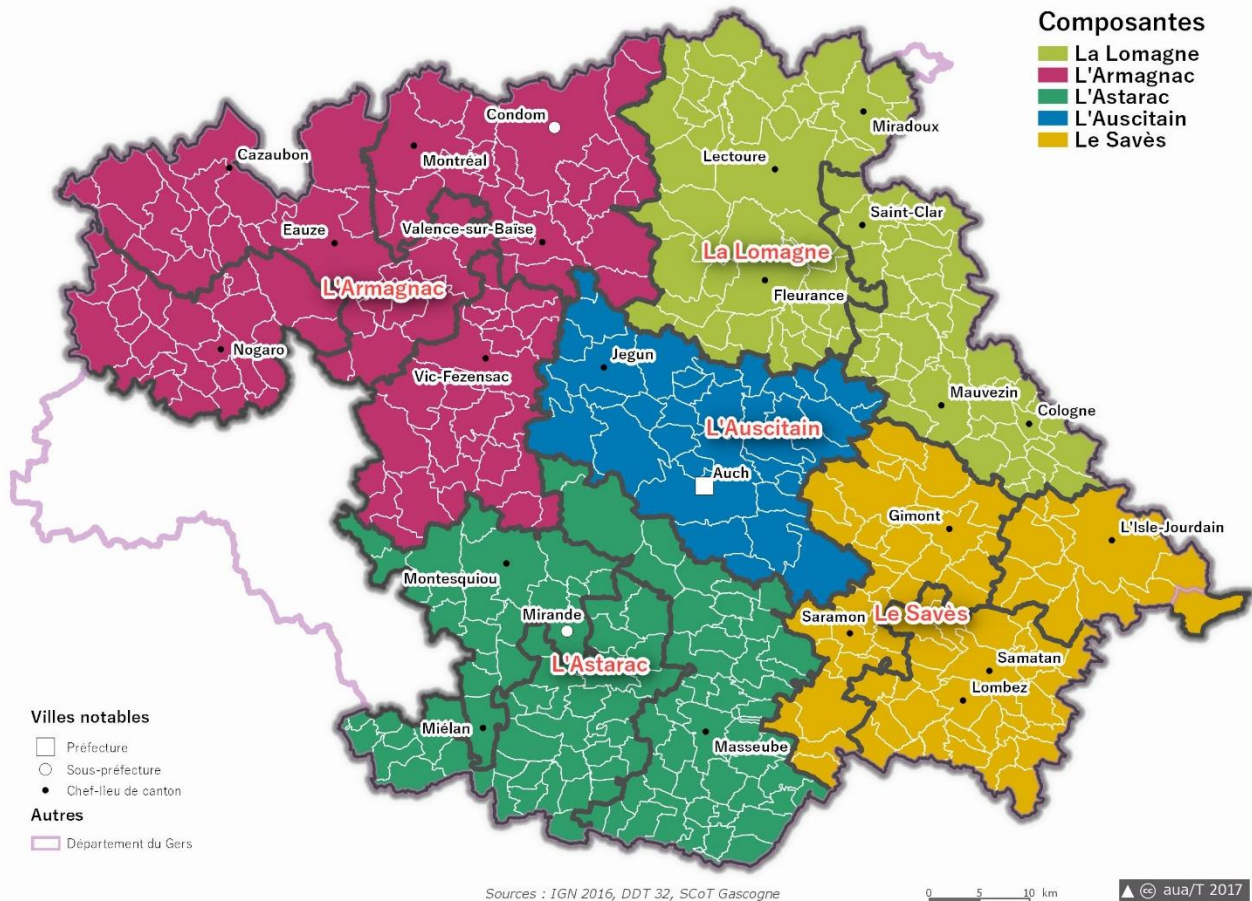 Composantes
La Lomagne
L'Armagnac
L'Astarac
L'Auscitain
Le Savès
Condom
Miradoux
Montréal
Cazaubon
Lectoure
Saint-Clar
Eauze
Valence-sur-Baïse
La Lomagne
L'Armagnac
Fleurance
Nogaro
Vic-Fezensac
Jegun
Mauvezin
Cologne
L'Auscitain
Auch
Gimont
L'Isle-Jourdain
Montesquiou
Mirande
Saramon
Le Savès
L'Astarac
Samatan
Lombez
Miélan
Masseube
Villes notables
Préfecture
Sous-préfecture
Chef-lieu de canton
Autres
Département du Gers
Sources : IGN 2016, DDT 32, SCoT Gascogne
0 5 10 km
cc aua/T 2017